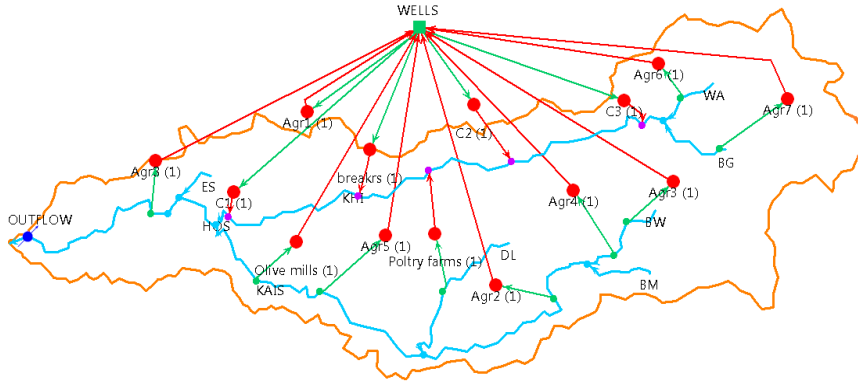 WELLS
Agr6 (1)
WA
C3 (1)
Agr7 (1)
Agr1 (1)
C2 (1)
BG
Agr8 (1)
breakrs (1)
ES
C1 (1)
KHI
Agr4 (1)
Agr3 (1)
OUTFLOW
HOS
BW
Agr5 (1)
DL
Olive mills (1)
Poltry farms (1)
KAIS
Agr2 (1)
BM